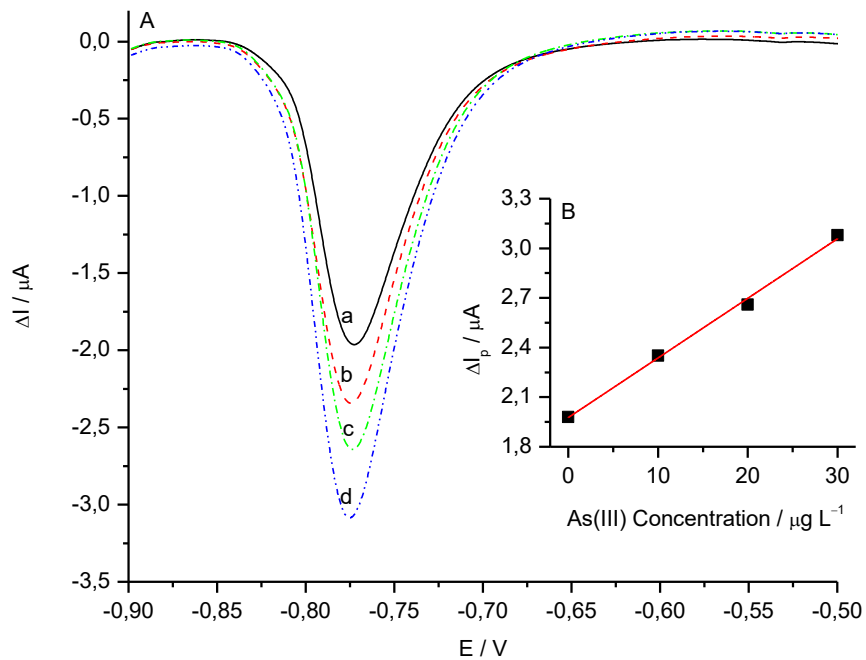 A
0,0
-0,5
-1,0
-1,5
-2,0
-2,5
-3,0
-3,5
ΔI / μA
a
b
c
d
-0,90
-0,85
-0,80
-0,75
-0,70
-0,65
-0,60
-0,55
-0,50
E / V
B
3,3
3,0
2,7
2,4
2,1
1,8
ΔIp / μA
0
10
20
30
As(III) Concentration / μg L⁻¹